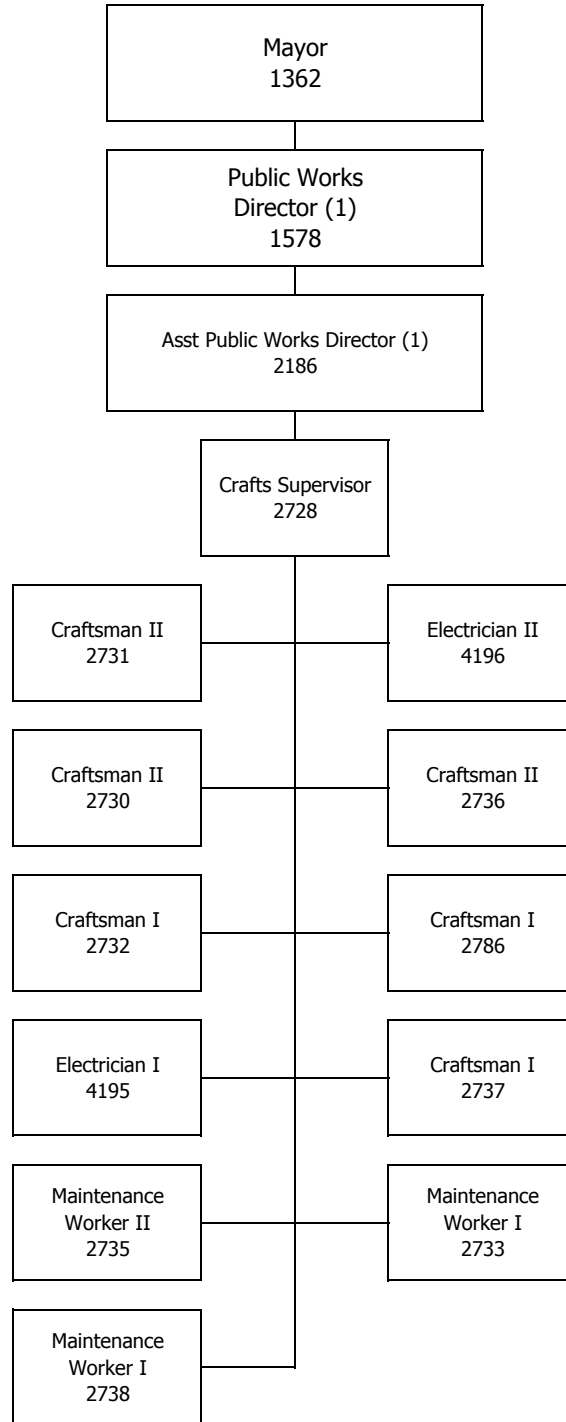 Mayor
1362
Public Works
Director (1)
1578
Asst Public Works Director (1)
2186
Crafts Supervisor
2728
Craftsman II
2731
Electrician II
4196
Craftsman II
2730
Craftsman II
2736
Craftsman I
2732
Craftsman I
2786
Electrician I
4195
Craftsman I
2737
Maintenance
Worker II
2735
Maintenance
Worker I
2733
Maintenance
Worker I
2738